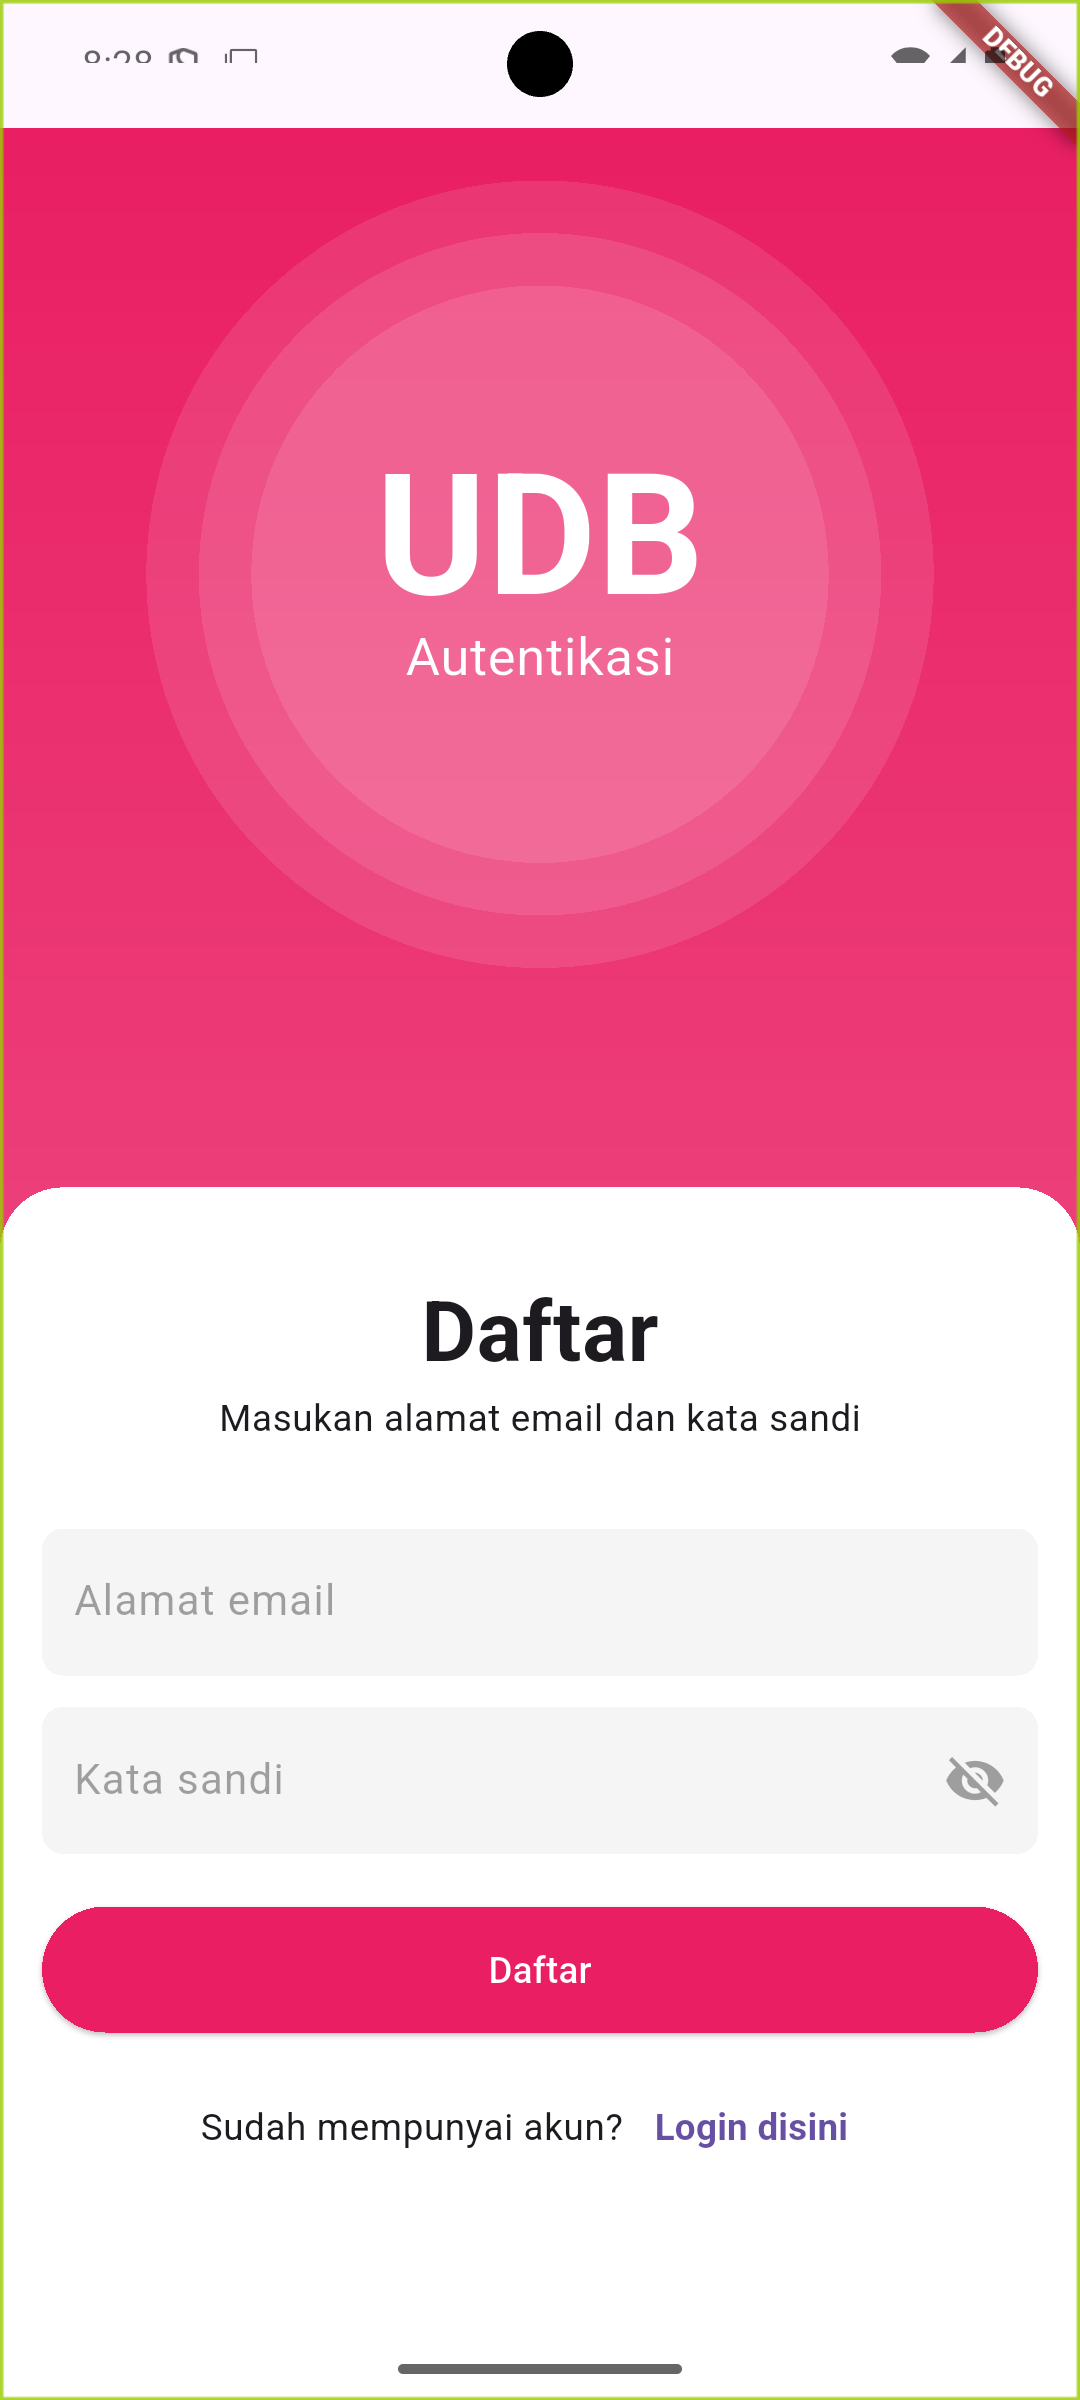 DEBUG
UDB
Autentikasi
Daftar
Masukan alamat email dan kata sandi
Alamat email
Kata sandi
Daftar
Sudah mempunyai akun? Login disini